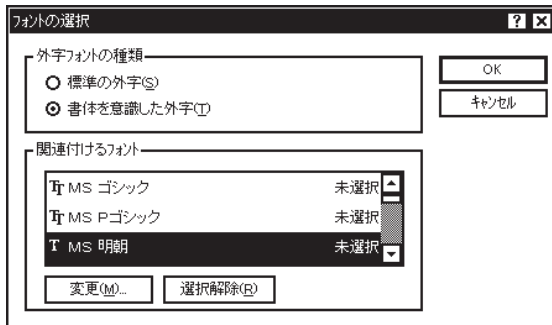 フォントの選択
外字フォントの種類
標準の外字(S)
書体を意識した外字(T)
OK
キャンセル
関連付けるフォント
MS ゴシック 未選択
MS Pゴシック 未選択
MS 明朝 未選択
変更(M)... 選択解除(R)